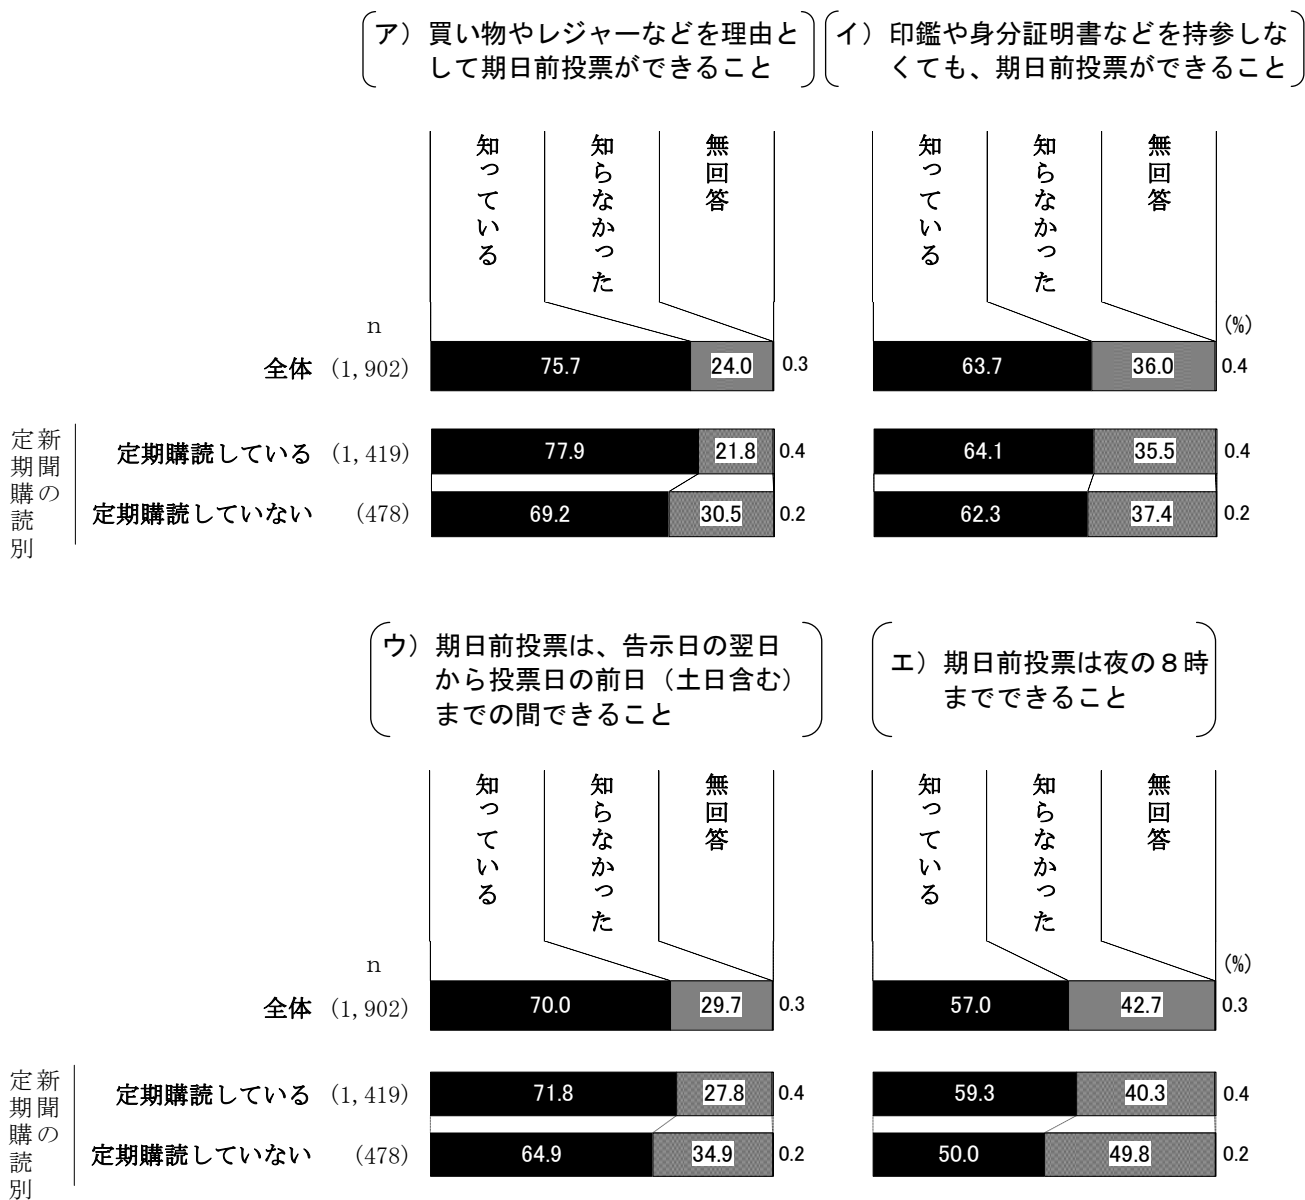 ア）買い物やレジャーなどを理由と
して期日前投票ができること
イ）印鑑や身分証明書などを持参しな
くても、期日前投票ができること
知っている
知らなかった
無回答
知っている
知らなかった
無回答
n
(%)
全体 (1,902) 75.7 24.0 0.3 63.7 36.0 0.4
新聞の
定期購読別
定期購読している (1,419) 77.9 21.8 0.4 64.1 35.5 0.4
定期購読していない (478) 69.2 30.5 0.2 62.3 37.4 0.2
ウ）期日前投票は、告示日の翌日
から投票日の前日（土日含む）
までの間できること
エ）期日前投票は夜の８時
までできること
知っている
知らなかった
無回答
知っている
知らなかった
無回答
n
(%)
全体 (1,902) 70.0 29.7 0.3 57.0 42.7 0.3
新聞の
定期購読別
定期購読している (1,419) 71.8 27.8 0.4 59.3 40.3 0.4
定期購読していない (478) 64.9 34.9 0.2 50.0 49.8 0.2